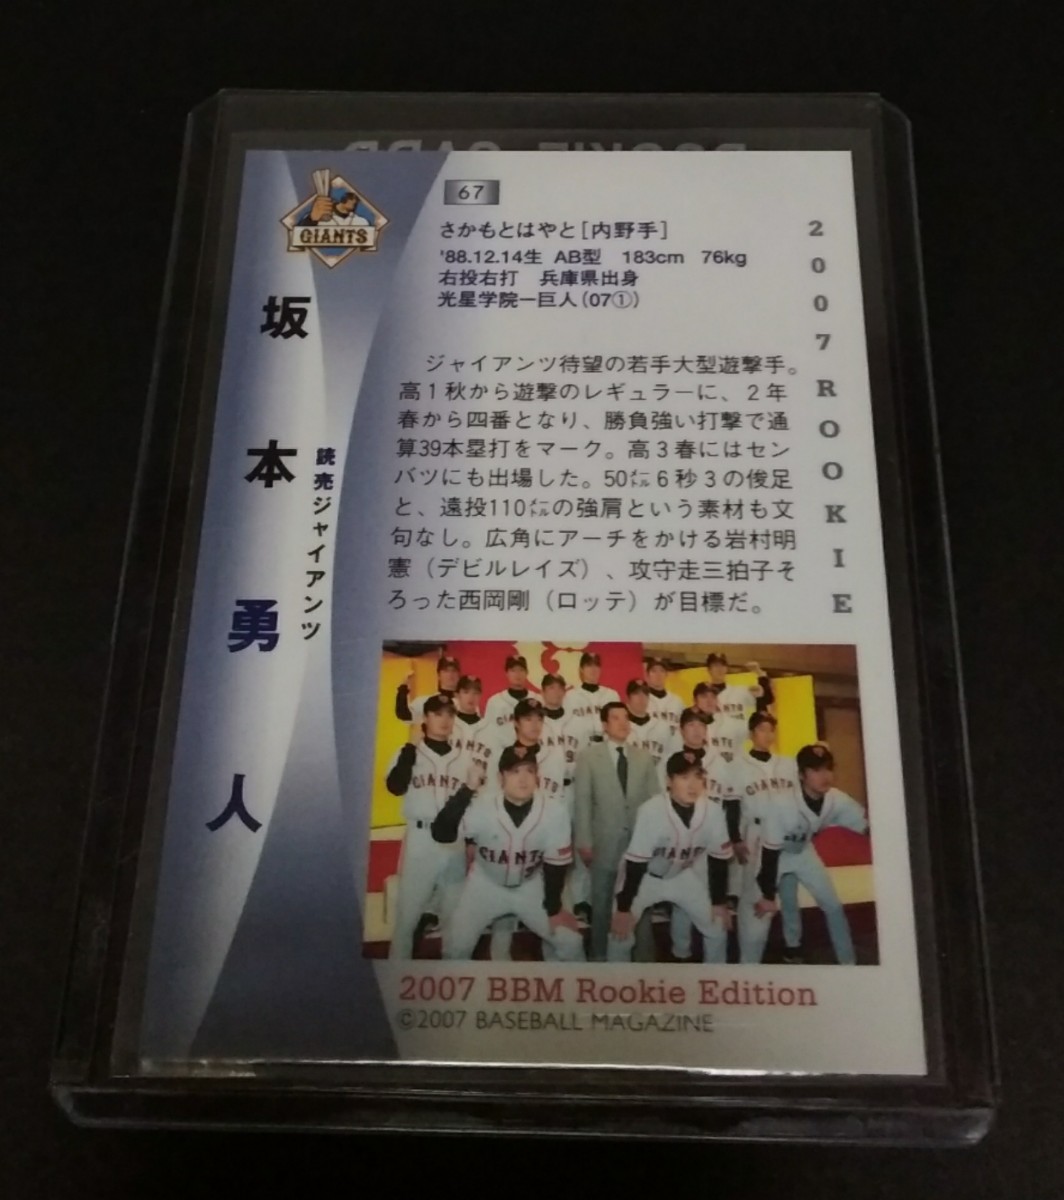 GIANTS
67
さかもとはやと[内野手]
'88.12.14生 AB型 183cm 76kg
右投右打 兵庫県出身
光星学院ー巨人(07①)
2007 ROOKIE
坂本勇人
読売ジャイアンツ
ジャイアンツ待望の若手大型遊撃手。
高1秋から遊撃のレギュラーに、2年
春から四番となり、勝負強い打撃で通
算39本塁打をマーク。高3春にはセン
バツにも出場した。50㍍6秒3の俊足
と、遠投110㍍の強肩という素材も文
句なし。広角にアーチをかける岩村明
憲（デビルレイズ）、攻守走三拍子そ
ろった西岡剛（ロッテ）が目標だ。
GIANTS
GIANTS
GIANTS
GIANTS
2007 BBM Rookie Edition
©2007 BASEBALL MAGAZINE